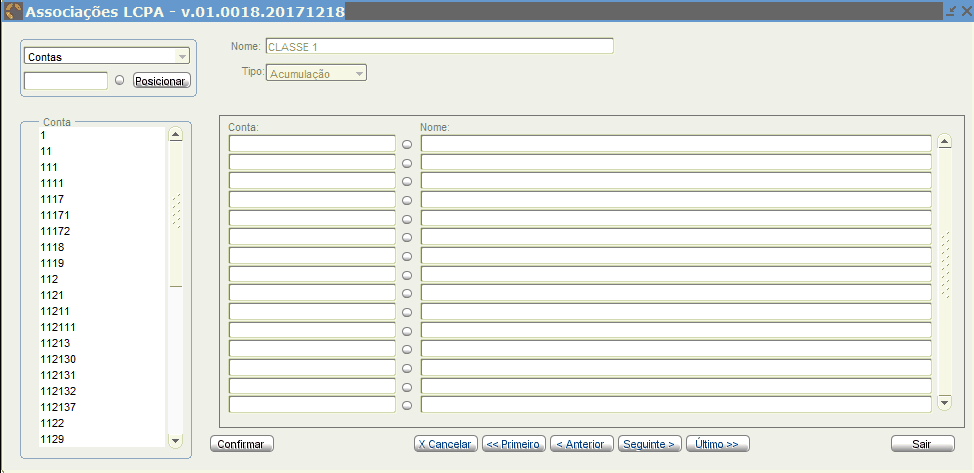 Associações LCPA - v.01.0018.20171218
Contas
Posicionar
Nome: CLASSE 1
Tipo: Acumulação
Conta
1
11
111
1111
1117
11171
11172
1118
1119
112
1121
11211
112111
11213
112130
112131
112132
112137
1122
1129
Conta: Nome:
Confirmar X Cancelar << Primeiro < Anterior Seguinte > Último >> Sair